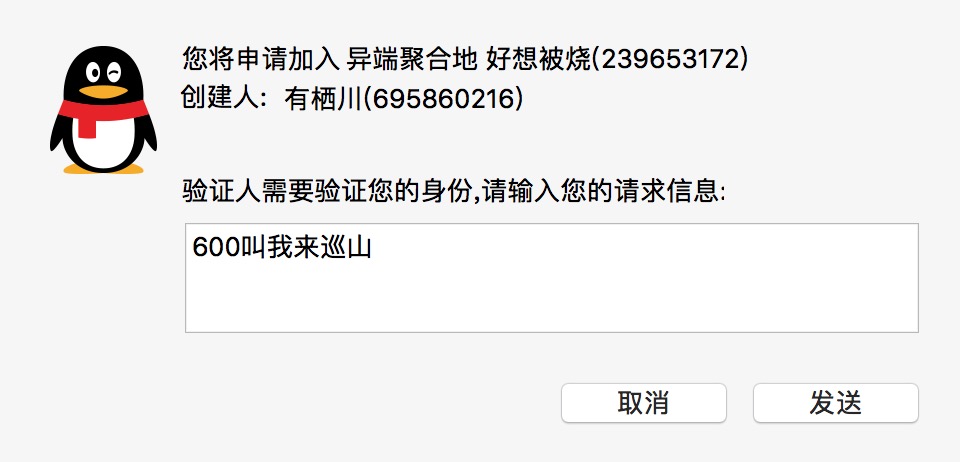 您将申请加入 异端聚合地 好想被烧(239653172)
创建人:  有栖川(695860216)
验证人需要验证您的身份,请输入您的请求信息:
600叫我来巡山
取消
发送